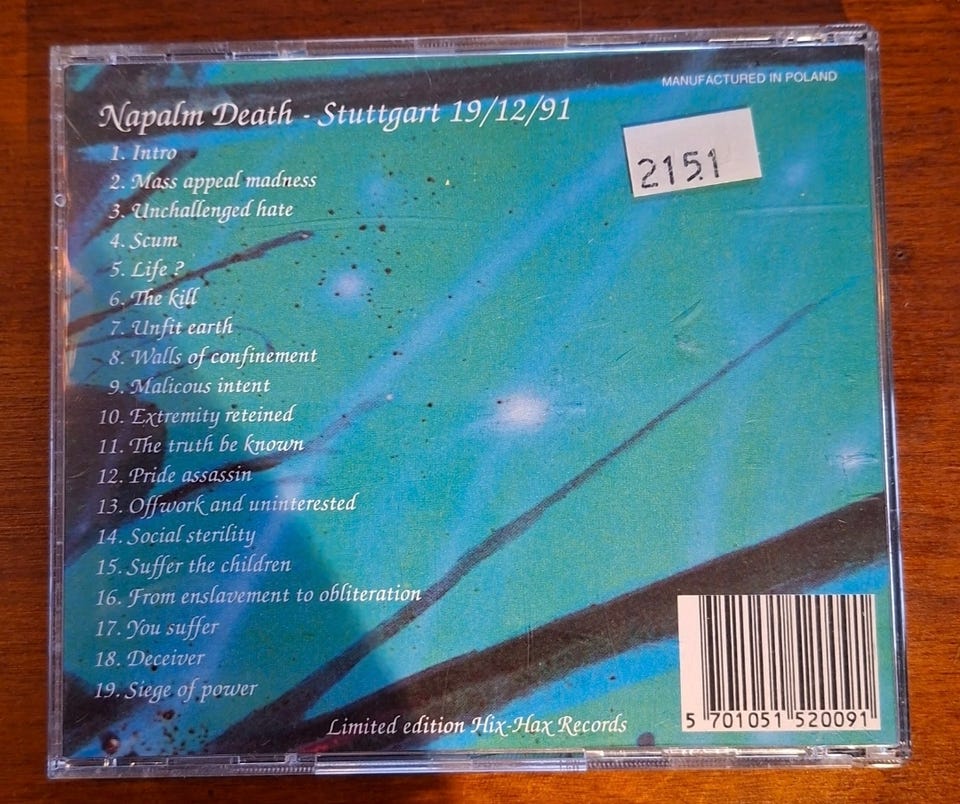 MANUFACTURED IN POLAND
Napalm Death - Stuttgart 19/12/91
2151
1. Intro
2. Mass appeal madness
3. Unchallenged hate
4. Scum
5. Life ?
6. The kill
7. Unfit earth
8. Walls of confinement
9. Malicous intent
10. Extremity reteined
11. The truth be known
12. Pride assassin
13. Offwork and uninterested
14. Social sterility
15. Suffer the children
16. From enslavement to obliteration
17. You suffer
18. Deceiver
19. Siege of power
Limited edition Hix-Hax Records
5 701051 520091